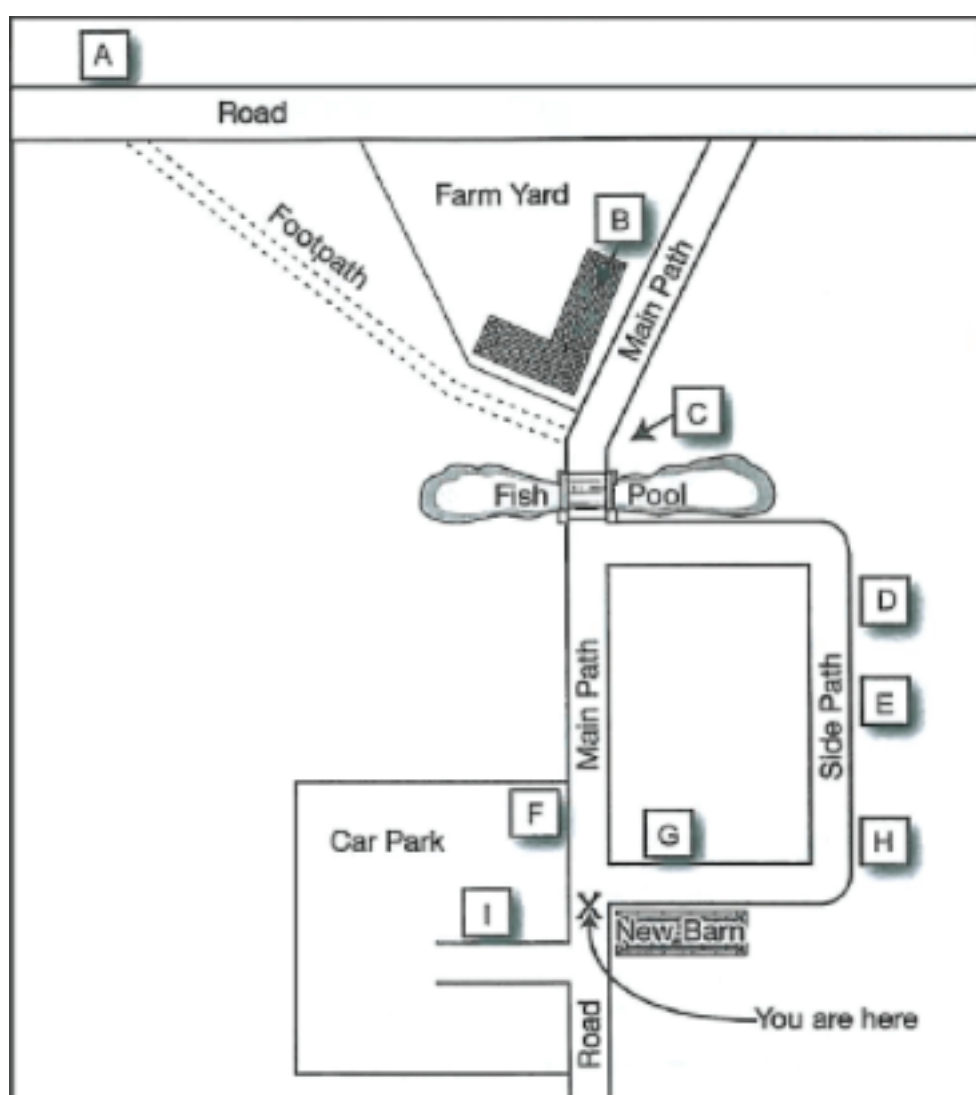 A
Road
Farm Yard
B
Footpath
Main Path
C
Fish
Pool
D
Main Path
Side Path
E
F
G
H
Car Park
I
X
New Barn
You are here
Road